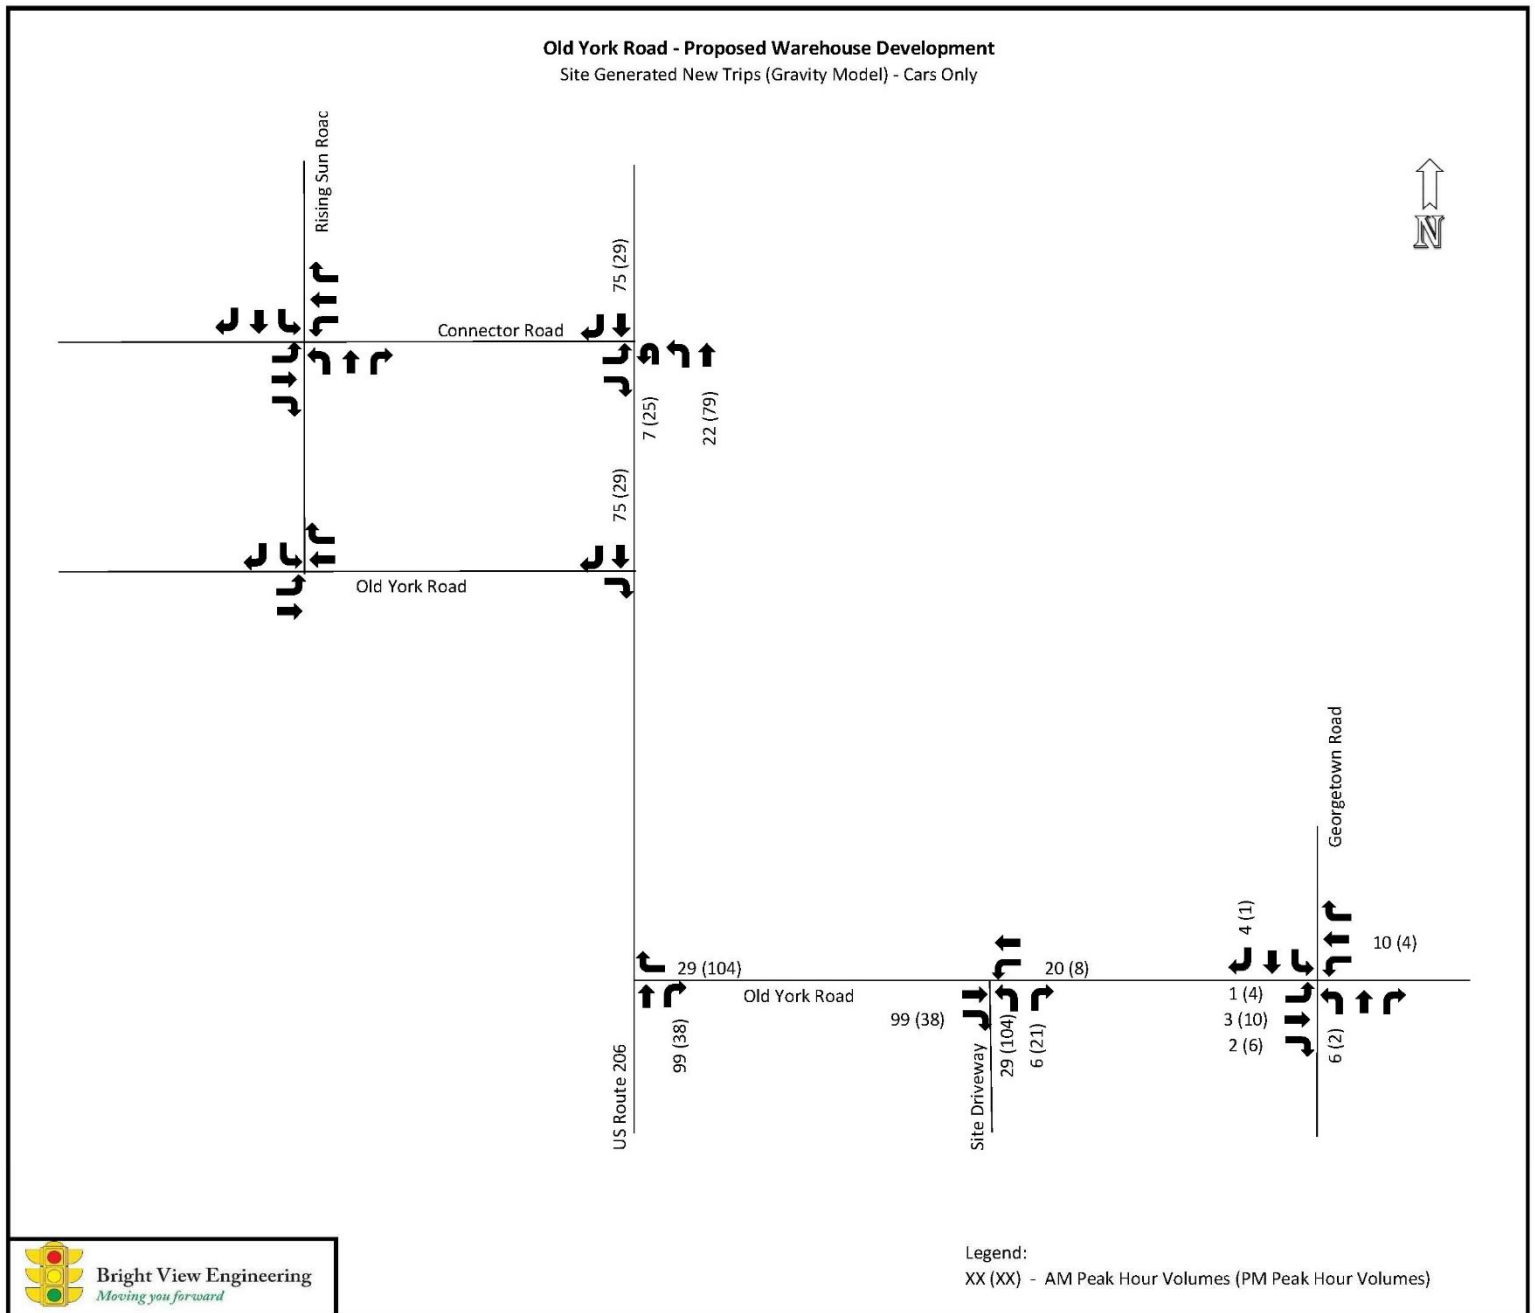 Old York Road - Proposed Warehouse Development
Site Generated New Trips (Gravity Model) - Cars Only
Rising Sun Road
N
75 (29)
Connector Road
7 (25)
22 (79)
75 (29)
Old York Road
Georgetown Road
4 (1)
10 (4)
29 (104)
20 (8)
Old York Road
1 (4)
99 (38)
3 (10)
2 (6)
99 (38)
29 (104)
6 (21)
6 (2)
US Route 206
Site Driveway
Bright View Engineering
Moving you forward
Legend:
XX (XX) - AM Peak Hour Volumes (PM Peak Hour Volumes)